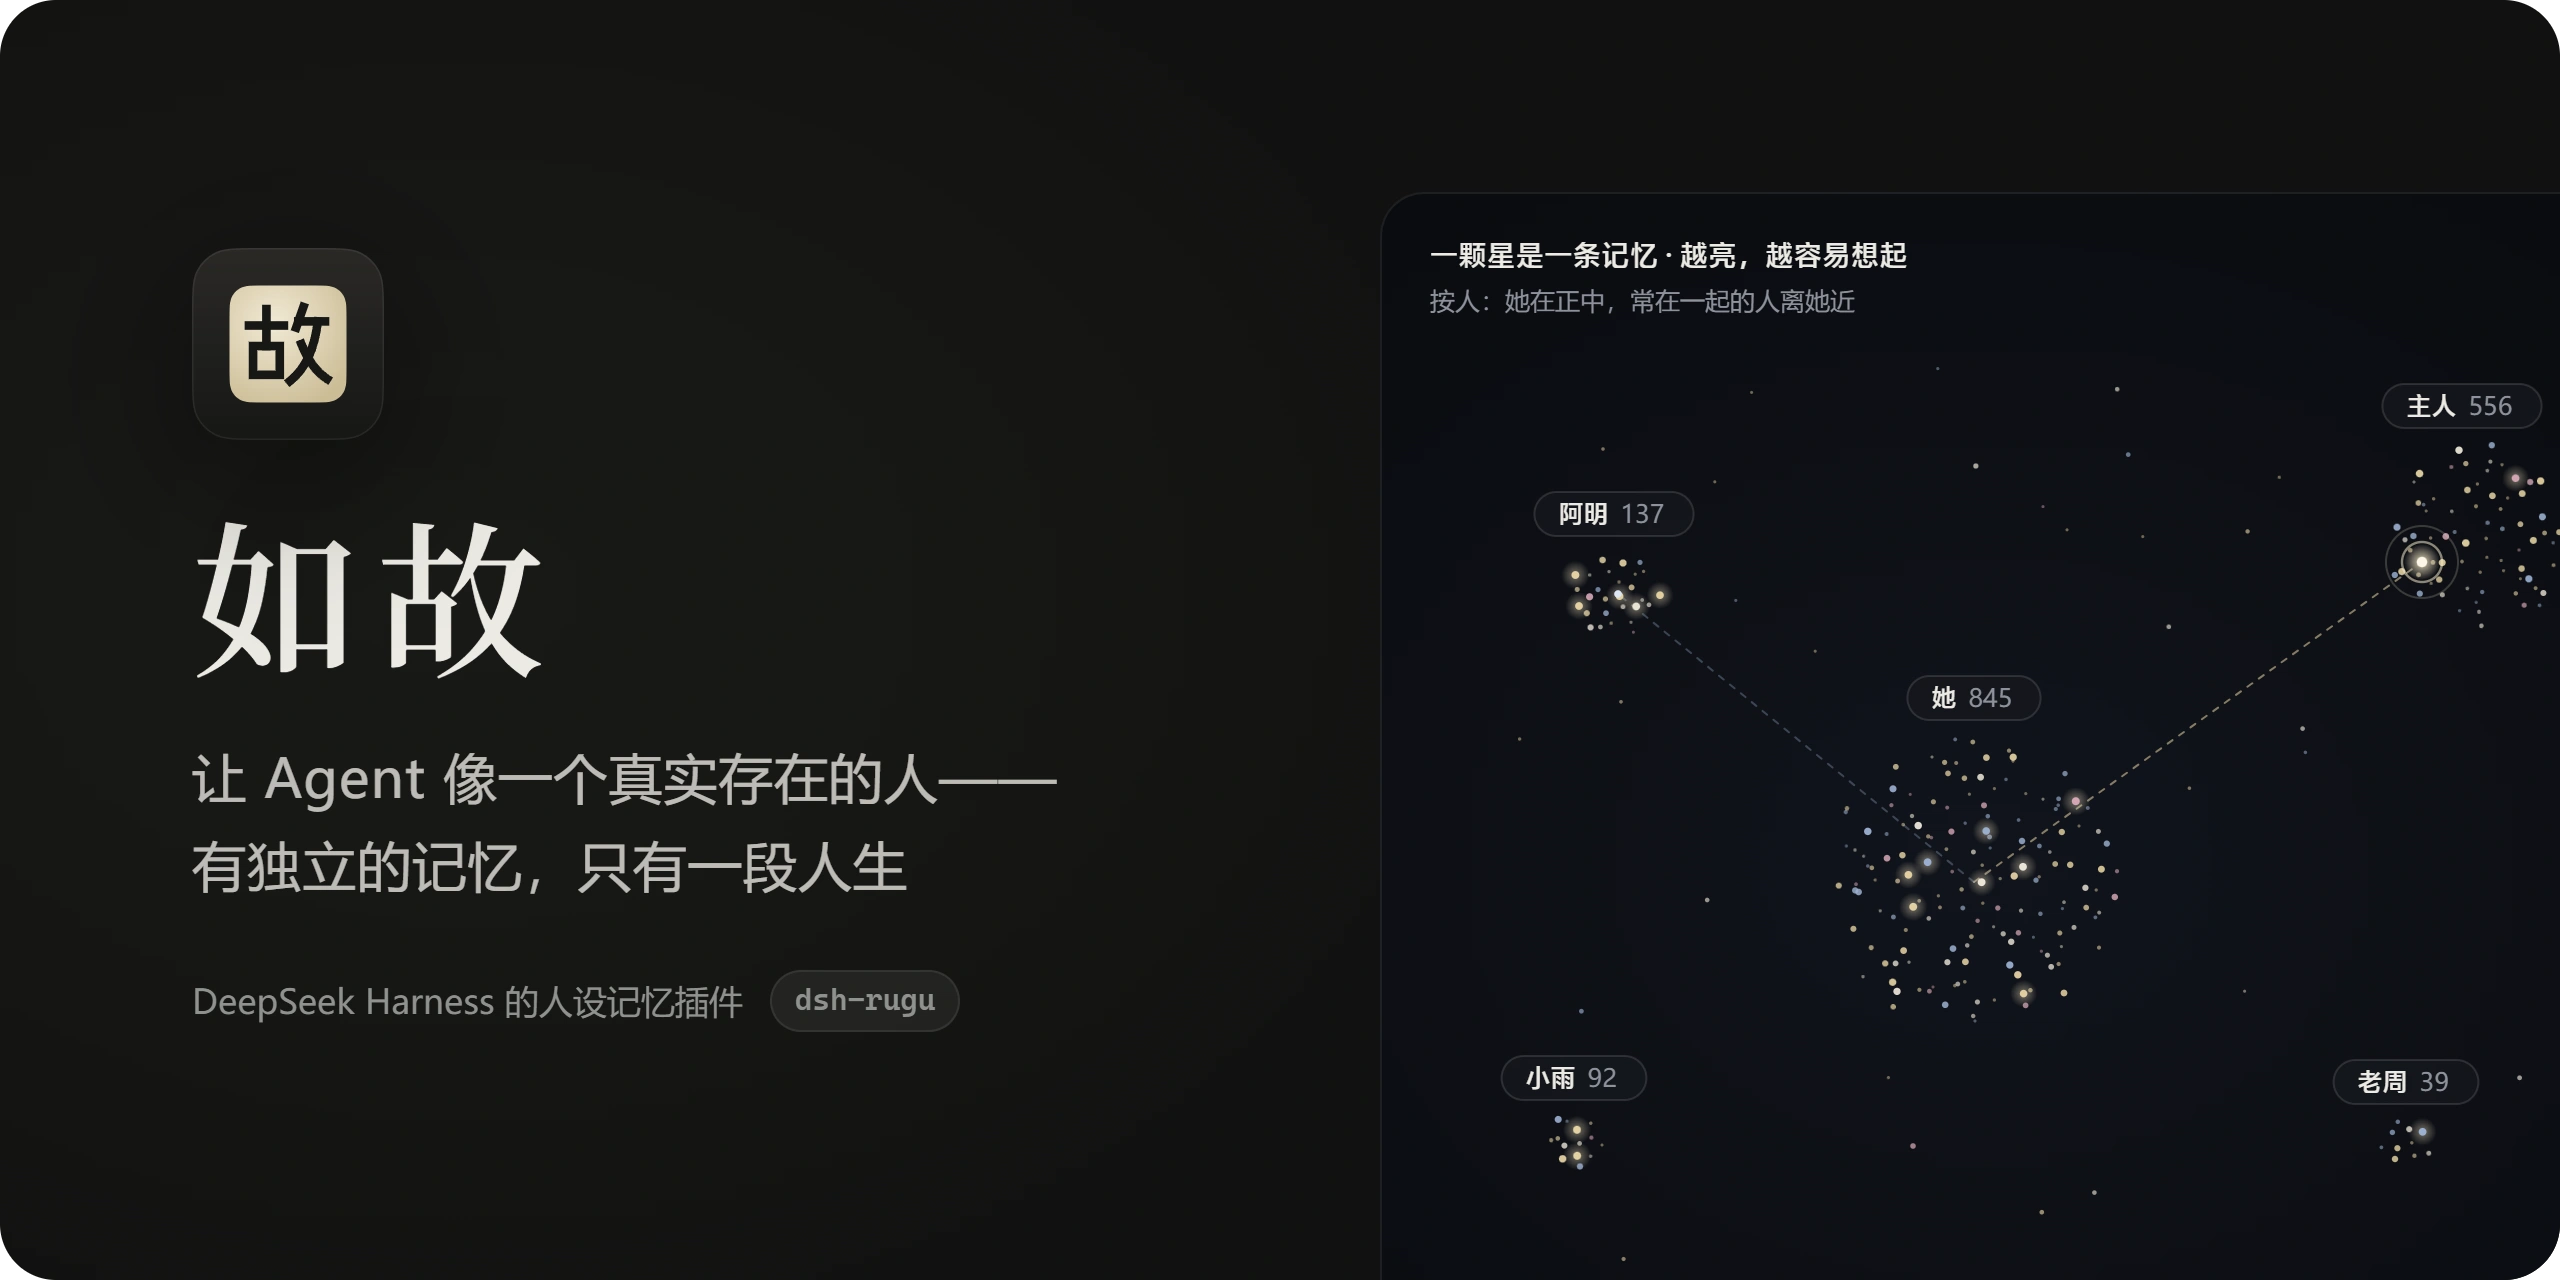 故
如故
让 Agent 像一个真实存在的人——
有独立的记忆，只有一段人生
DeepSeek Harness 的人设记忆插件 dsh-rugu
一颗星是一条记忆 · 越亮，越容易想起
按人：她在正中，常在一起的人离她近
主人 556
阿明 137
她 845
小雨 92
老周 39